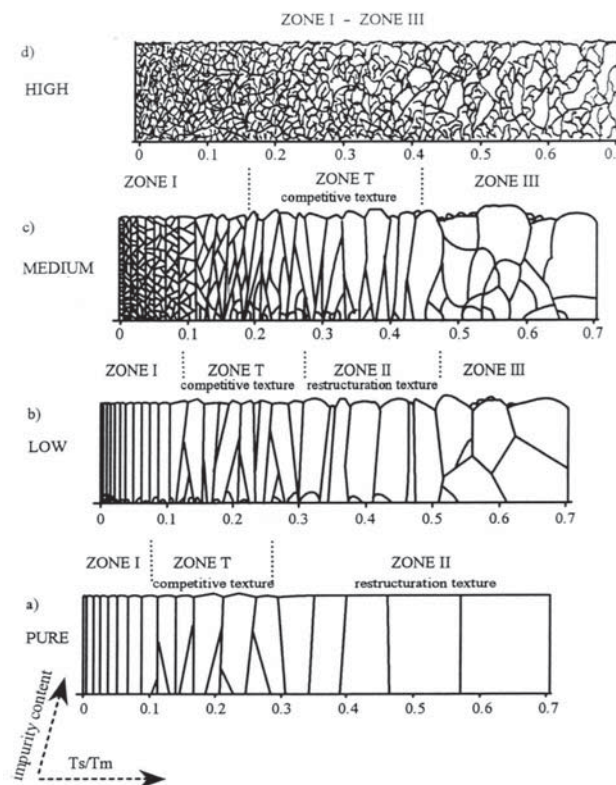 ZONE I - ZONE III
d)
HIGH
0 0.1 0.2 0.3 0.4 0.5 0.6
ZONE I ZONE T ZONE III
competitive texture
c)
MEDIUM
0 0.1 0.2 0.3 0.4 0.5 0.6 0.7
ZONE I ZONE T ZONE II ZONE III
competitive texture restructuration texture
b)
LOW
0 0.1 0.2 0.3 0.4 0.5 0.6 0.7
ZONE I ZONE T ZONE II
competitive texture restructuration texture
a)
PURE
0 0.1 0.2 0.3 0.4 0.5 0.6 0.7
impurity content
Ts/Tm